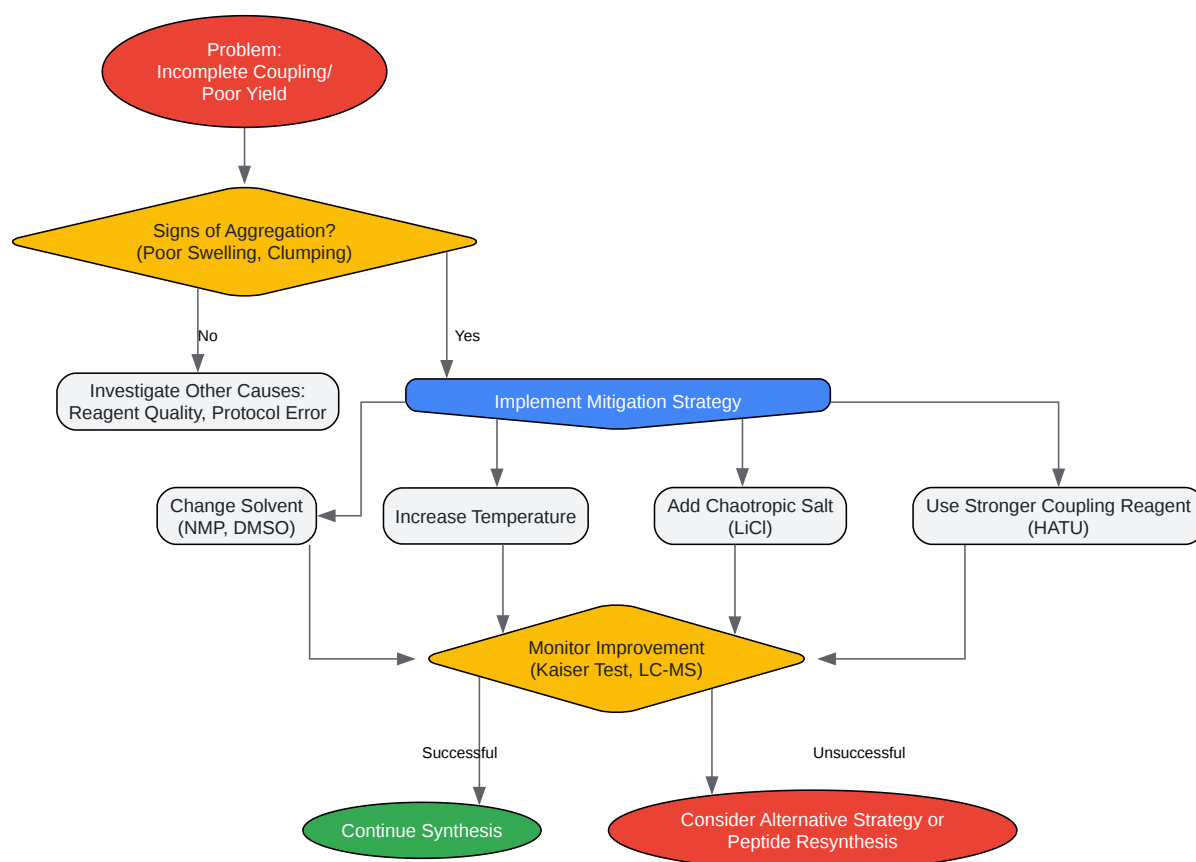 Problem:
Incomplete Coupling/
Poor Yield
Signs of Aggregation?
(Poor Swelling, Clumping)
No
Yes
Investigate Other Causes:
Reagent Quality, Protocol Error
Implement Mitigation Strategy
Change Solvent
(NMP, DMSO)
Increase Temperature
Add Chaotropic Salt
(LiCl)
Use Stronger Coupling Reagent
(HATU)
Monitor Improvement
(Kaiser Test, LC-MS)
Successful
Unsuccessful
Continue Synthesis
Consider Alternative Strategy or
Peptide Resynthesis